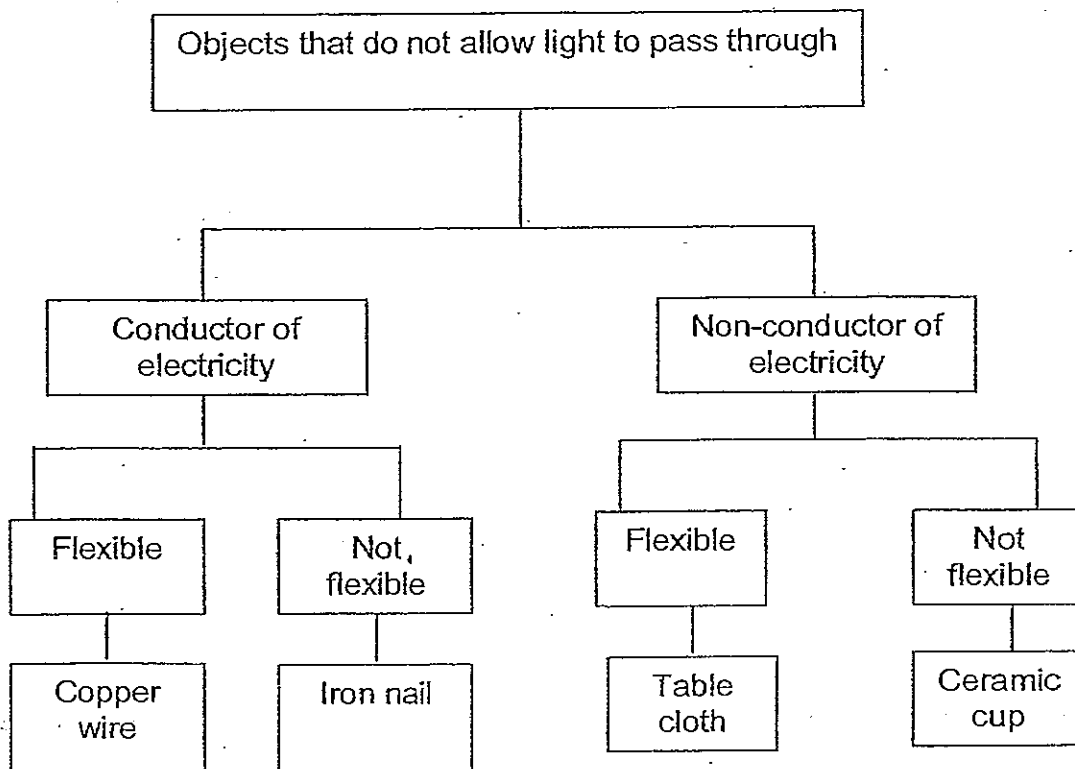 Objects that do not allow light to pass through
Conductor of
electricity
Non-conductor of
electricity
Flexible
Not
flexible
Flexible
Not
flexible
Copper
wire
Iron nail
Table
cloth
Ceramic
cup